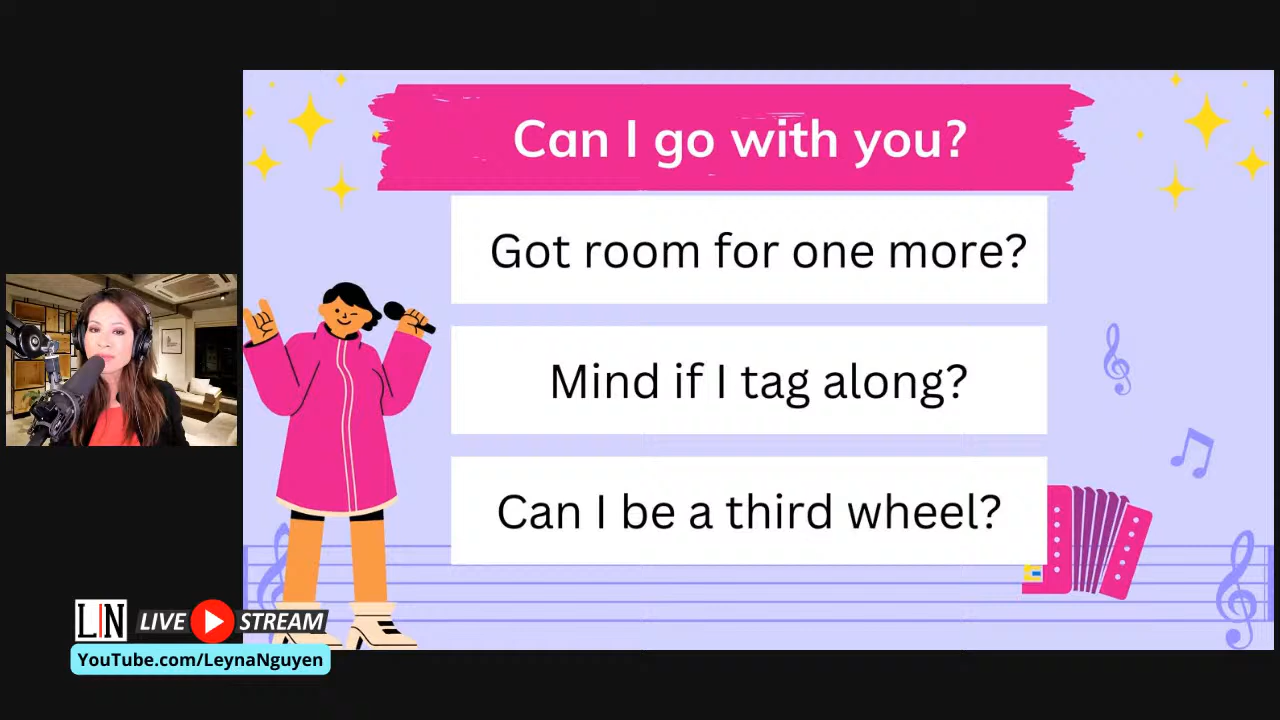 Can I go with you?
Got room for one more?
Mind if I tag along?
Can I be a third wheel?
LN LIVE STREAM
YouTube.com/LeynaNguyen